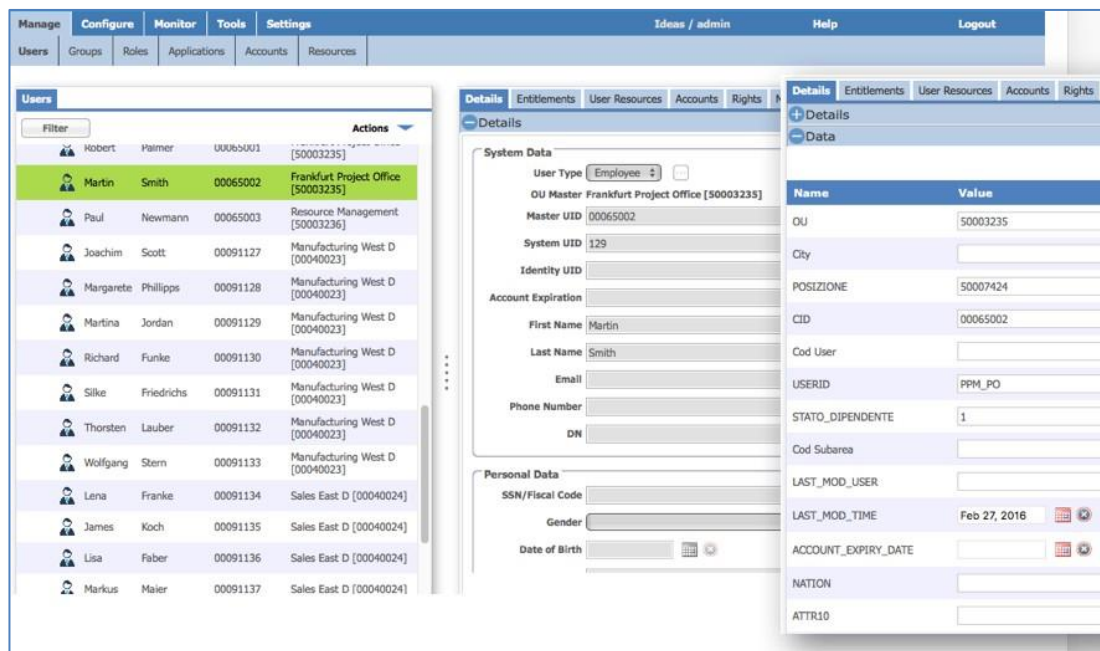 Manage Configure Monitor Tools Settings Ideas / admin Help Logout
Users Groups Roles Applications Accounts Resources
Users
Filter Actions
Robert Palmer 00065001
[50003235]
Martin Smith 00065002 Frankfurt Project Office
[50003235]
Paul Newmann 00065003 Resource Management
[50003236]
Joachim Scott 00091127 Manufacturing West D
[00040023]
Margarete Phillipps 00091128 Manufacturing West D
[00040023]
Martina Jordan 00091129 Manufacturing West D
[00040023]
Richard Funke 00091130 Manufacturing West D
[00040023]
Silke Friedrichs 00091131 Manufacturing West D
[00040023]
Thorsten Lauber 00091132 Manufacturing West D
[00040023]
Wolfgang Stern 00091133 Manufacturing West D
[00040023]
Lena Franke 00091134 Sales East D [00040024]
James Koch 00091135 Sales East D [00040024]
Lisa Faber 00091136 Sales East D [00040024]
Markus Maier 00091137 Sales East D [00040024]
Details Entitlements User Resources Accounts Rights
Details
System Data
User Type Employee
OU Master Frankfurt Project Office [50003235]
Master UID 00065002
System UID 129
Identity UID
Account Expiration
First Name Martin
Last Name Smith
Email
Phone Number
DN
Personal Data
SSN/Fiscal Code
Gender
Date of Birth
Details Entitlements User Resources Accounts Rights
Details
Data
Name Value
OU 50003235
City
POSIZIONE 50007424
CID 00065002
Cod User
USERID PPM_PO
STATO_DIPENDENTE 1
Cod Subarea
LAST_MOD_USER
LAST_MOD_TIME Feb 27, 2016
ACCOUNT_EXPIRY_DATE
NATION
ATTR10